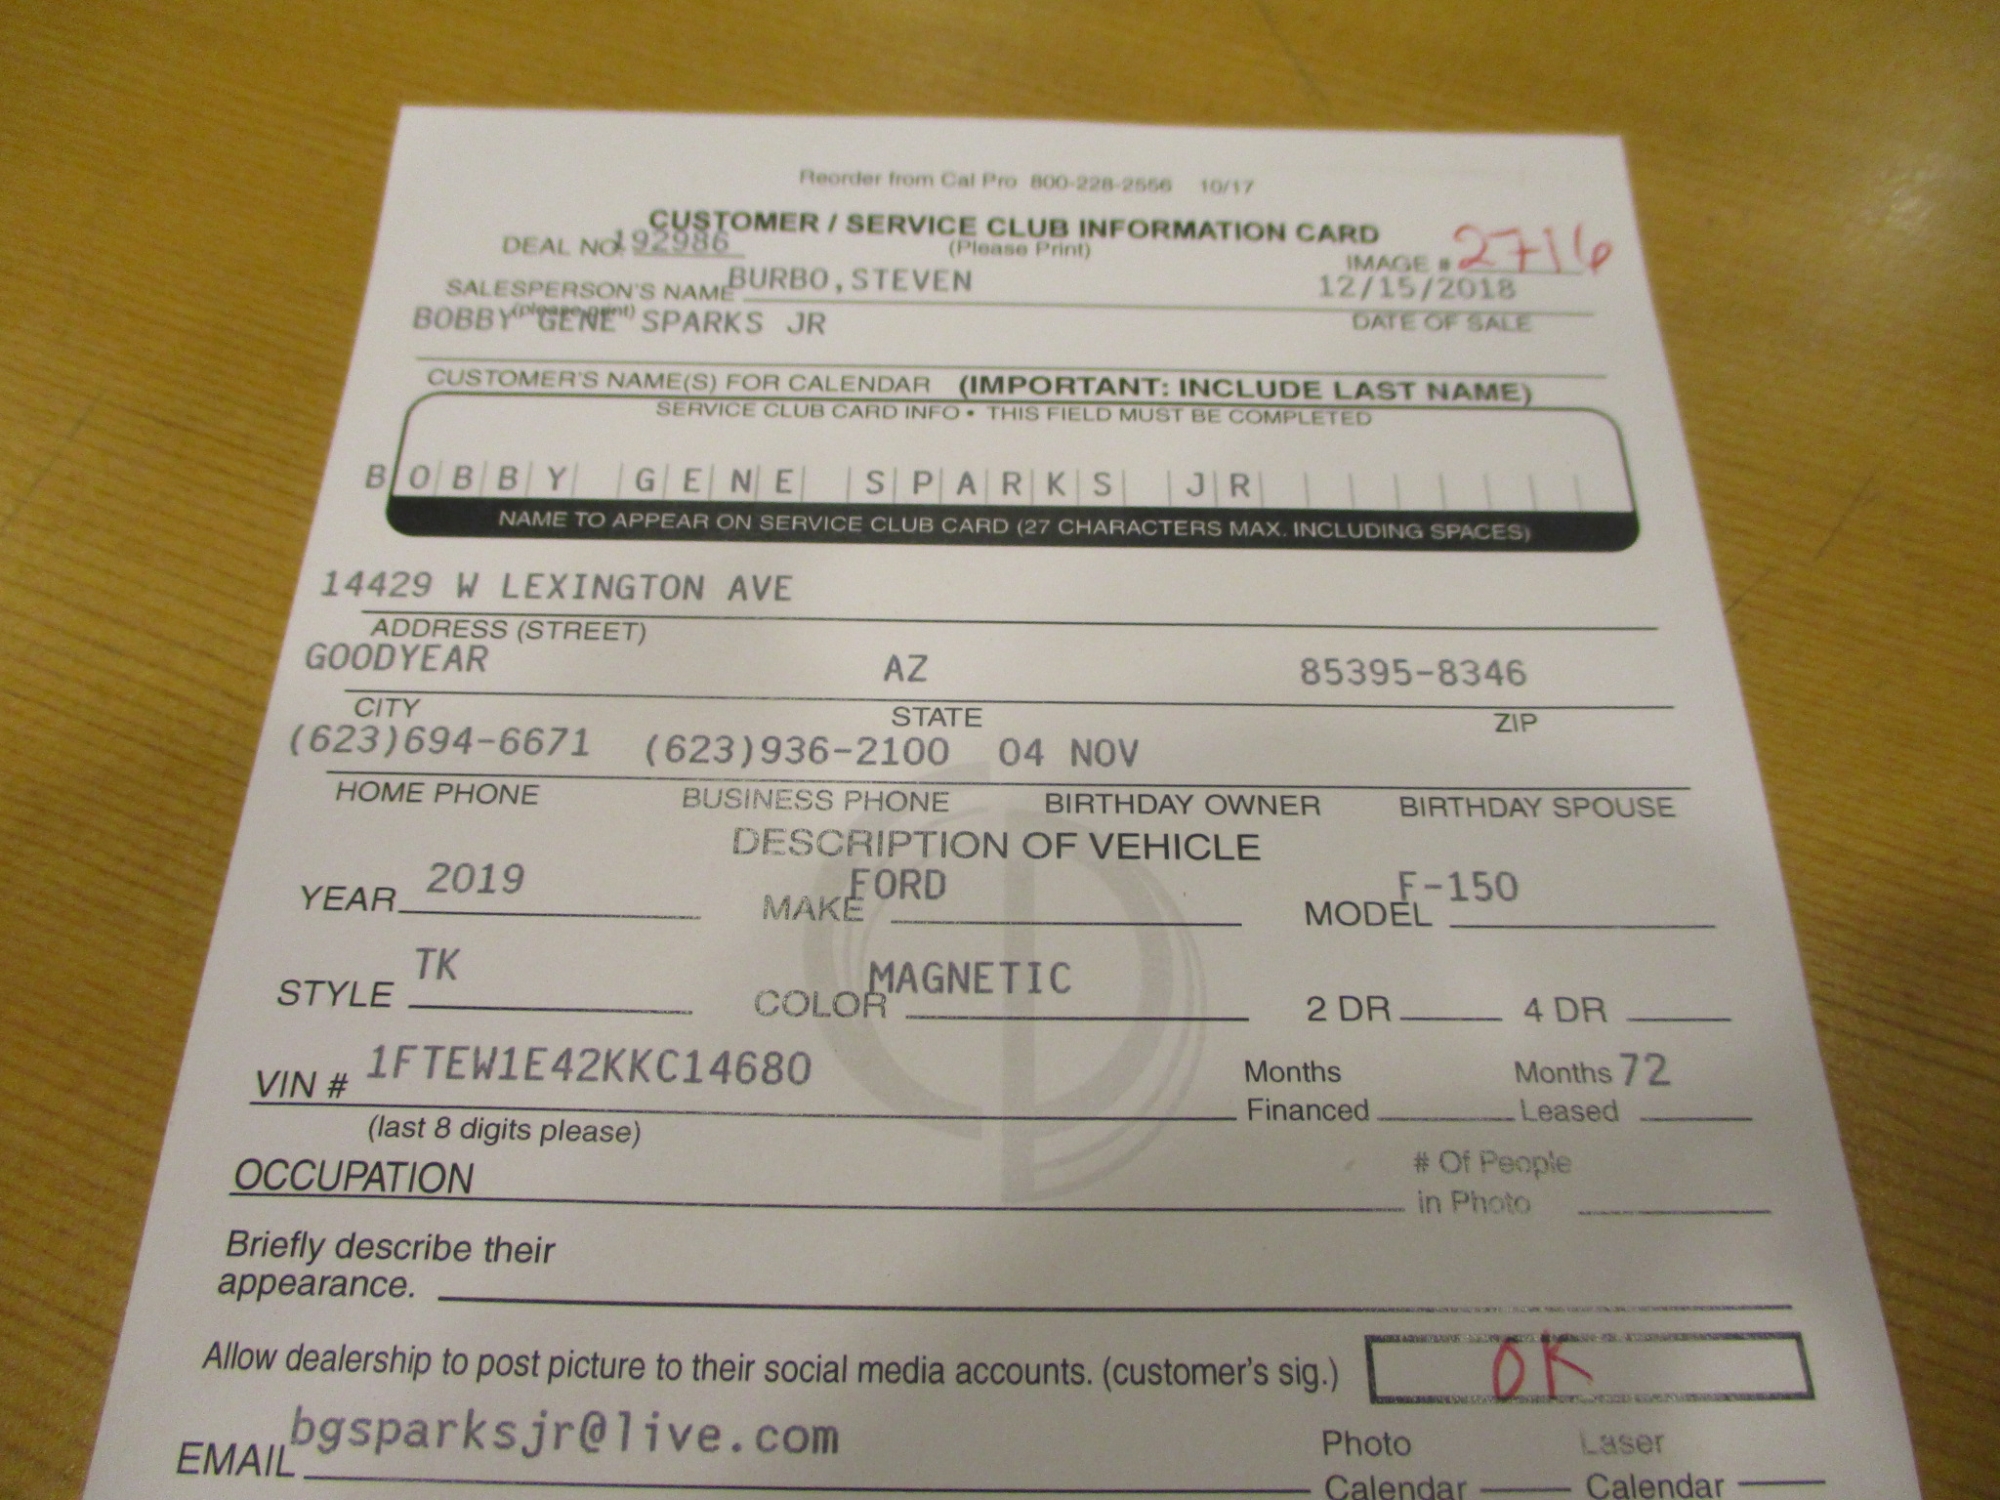 Reorder from Cal Pro 800-228-2556 10/17
CUSTOMER / SERVICE CLUB INFORMATION CARD
DEAL NO. 192986 (Please Print) IMAGE # 2716
SALESPERSON'S NAME BURBO,STEVEN 12/15/2018
(please print) DATE OF SALE
BOBBY GENE SPARKS JR
CUSTOMER'S NAME(S) FOR CALENDAR (IMPORTANT: INCLUDE LAST NAME)
SERVICE CLUB CARD INFO • THIS FIELD MUST BE COMPLETED
BOBBY GENE SPARKS JR
NAME TO APPEAR ON SERVICE CLUB CARD (27 CHARACTERS MAX. INCLUDING SPACES)
14429 W LEXINGTON AVE
ADDRESS (STREET)
GOODYEAR AZ 85395-8346
CITY STATE ZIP
(623)694-6671 (623)936-2100 04 NOV
HOME PHONE BUSINESS PHONE BIRTHDAY OWNER BIRTHDAY SPOUSE
DESCRIPTION OF VEHICLE
YEAR 2019 MAKE FORD MODEL F-150
STYLE TK COLOR MAGNETIC 2 DR 4 DR
VIN # 1FTEW1E42KKC14680 Months Financed Months Leased 72
(last 8 digits please)
OCCUPATION # Of People in Photo
Briefly describe their
appearance.
Allow dealership to post picture to their social media accounts. (customer's sig.) OK
EMAIL bgsparksjr@live.com Photo Calendar Laser Calendar